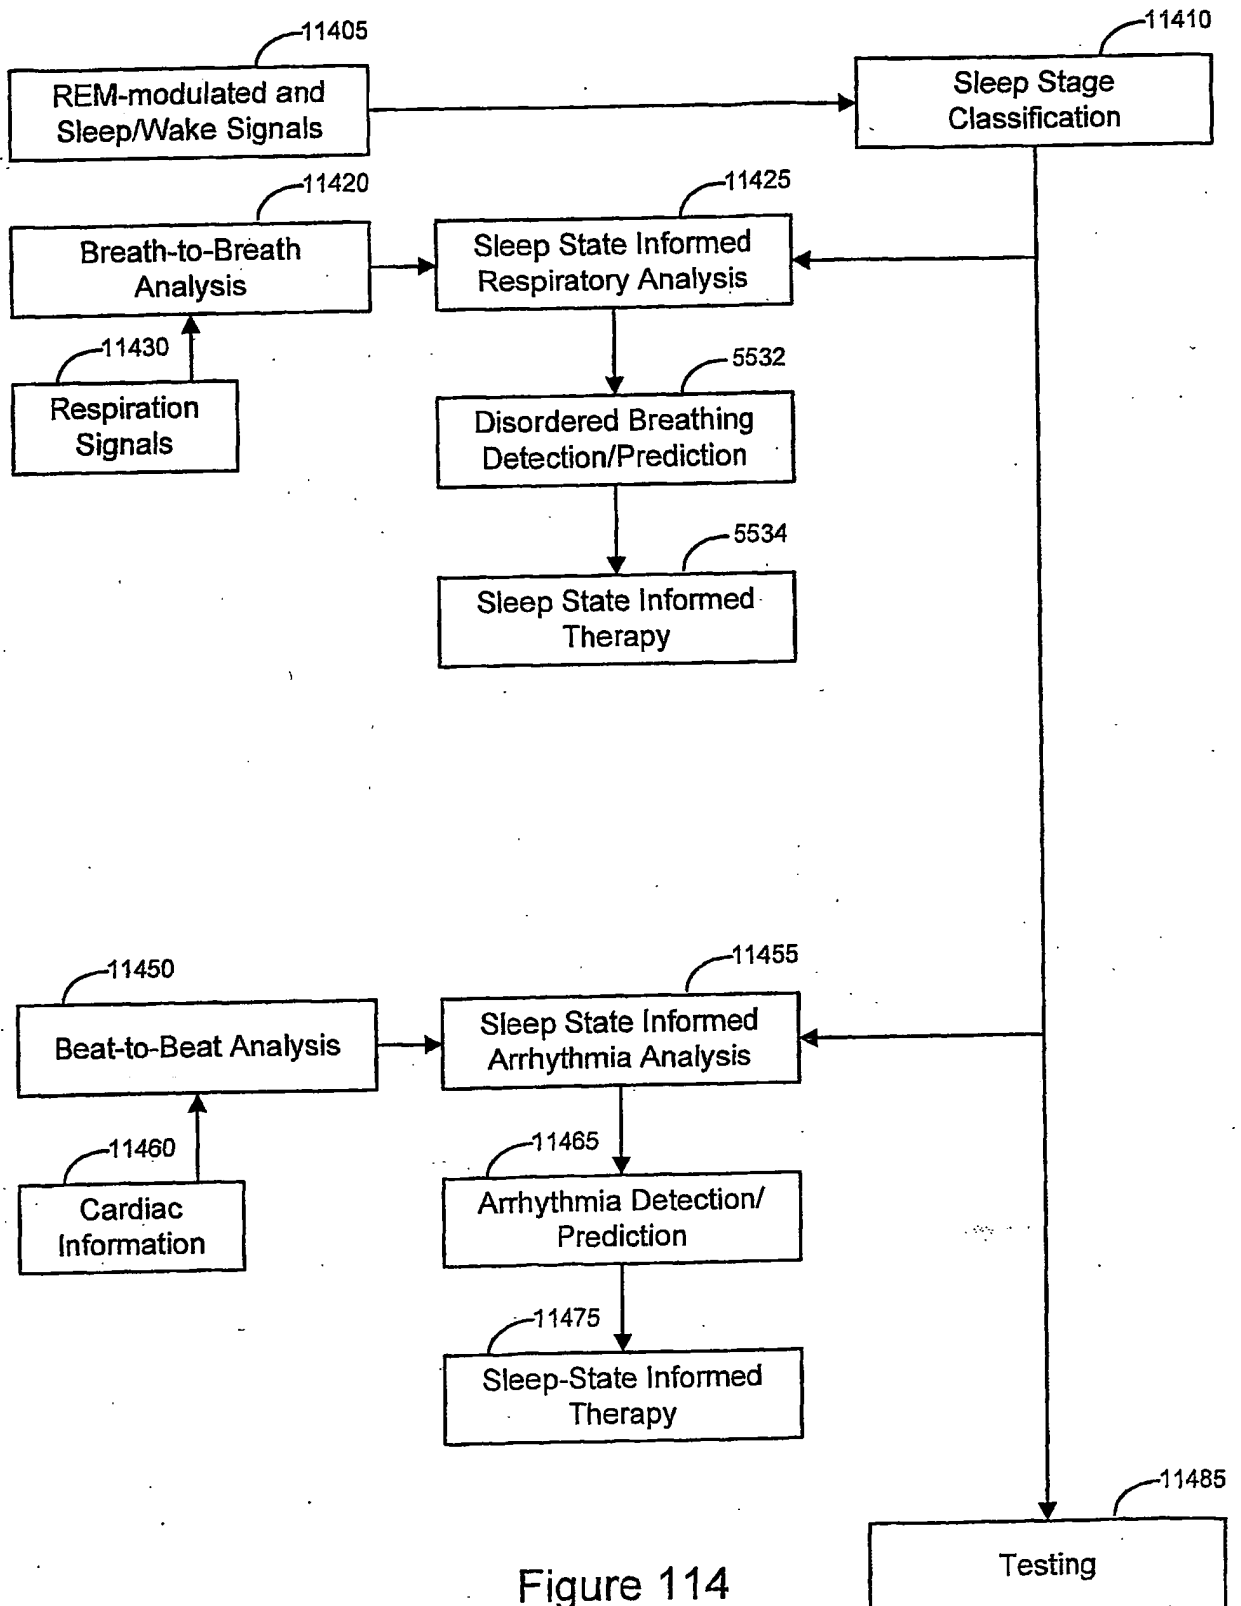 11405
11410
REM-modulated and
Sleep/Wake Signals
Sleep Stage
Classification
11420
11425
Breath-to-Breath
Analysis
Sleep State Informed
Respiratory Analysis
11430
Respiration
Signals
5532
Disordered Breathing
Detection/Prediction
5534
Sleep State Informed
Therapy
11450
11455
Beat-to-Beat Analysis
Sleep State Informed
Arrhythmia Analysis
11460
Cardiac
Information
11465
Arrhythmia Detection/
Prediction
11475
Sleep-State Informed
Therapy
11485
Testing
Figure 114